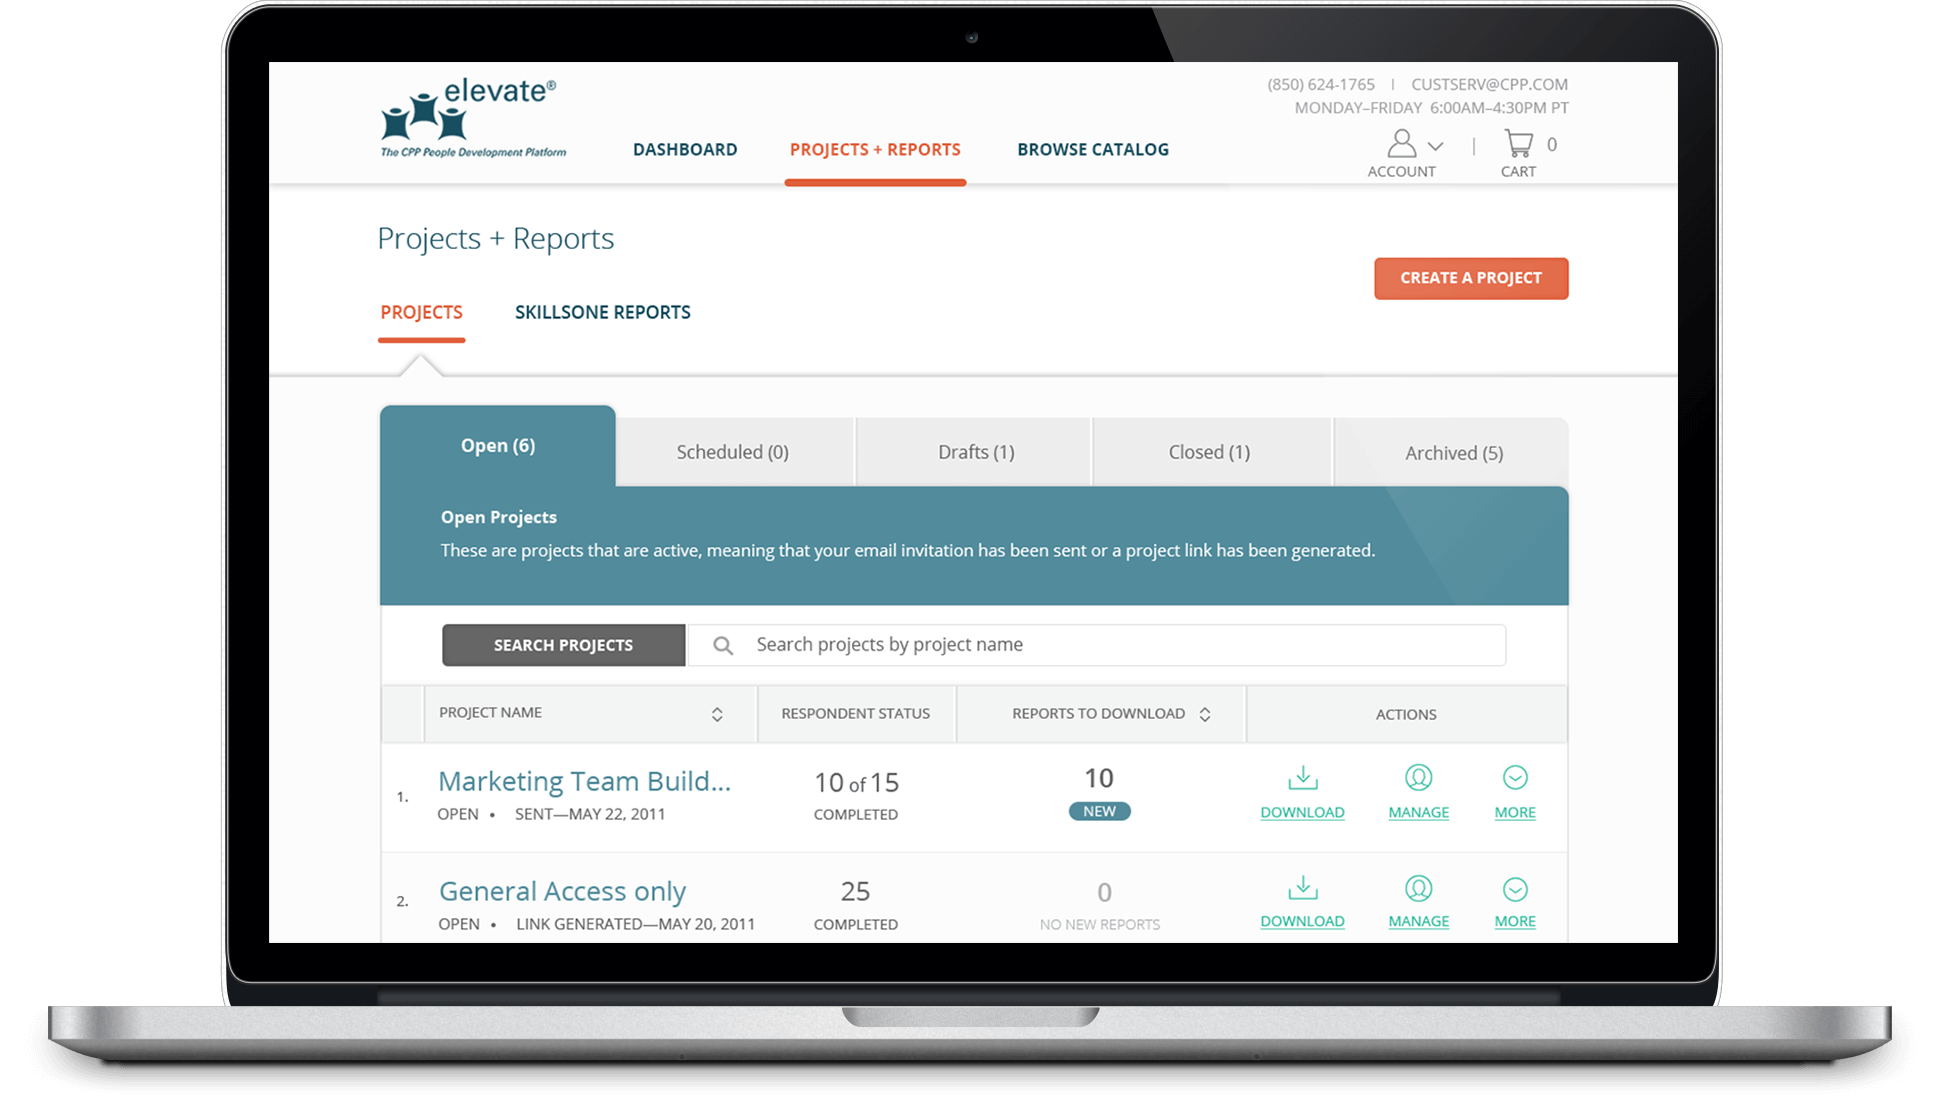 elevate®
The CPP People Development Platform
(850) 624-1765 | CUSTSERV@CPP.COM
MONDAY–FRIDAY 6:00AM–4:30PM PT
DASHBOARD
PROJECTS + REPORTS
BROWSE CATALOG
ACCOUNT
|
CART
0
Projects + Reports
CREATE A PROJECT
PROJECTS
SKILLSONE REPORTS
Open (6)
Scheduled (0)
Drafts (1)
Closed (1)
Archived (5)
Open Projects
These are projects that are active, meaning that your email invitation has been sent or a project link has been generated.
SEARCH PROJECTS
Search projects by project name
PROJECT NAME
RESPONDENT STATUS
REPORTS TO DOWNLOAD
ACTIONS
1.
Marketing Team Build...
OPEN • SENT—MAY 22, 2011
10 of 15
COMPLETED
10
NEW
DOWNLOAD
MANAGE
MORE
2.
General Access only
OPEN • LINK GENERATED—MAY 20, 2011
25
COMPLETED
0
NO NEW REPORTS
DOWNLOAD
MANAGE
MORE